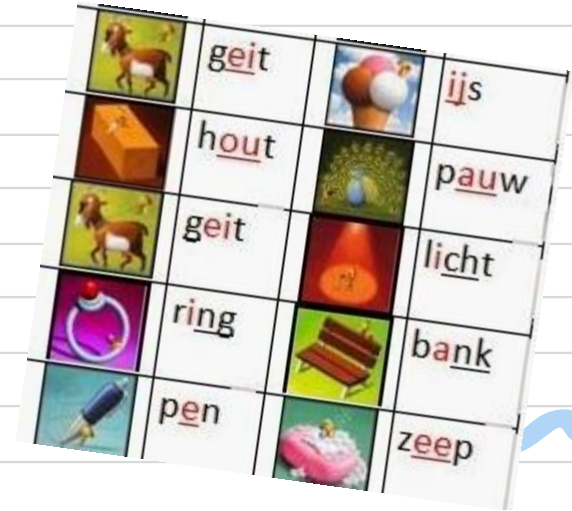 geit ijs
hout pauw
geit licht
ring bank
pen zeep